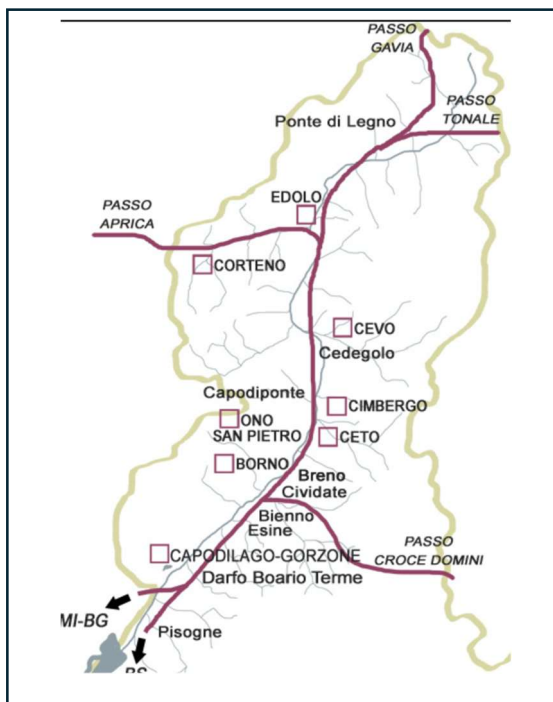 PASSO
GAVIA
PASSO
TONALE
Ponte di Legno
EDOLO
PASSO
APRICA
CORTENO
CEVO
Cedegolo
Capodiponte
CIMBERGO
ONO
SAN PIETRO
CETO
BORNO
Breno
Cividate
Bienno
Esine
PASSO
CROCE DOMINI
CAPODILAGO-GORZONE
Darfo Boario Terme
MI-BG
Pisogne
BS